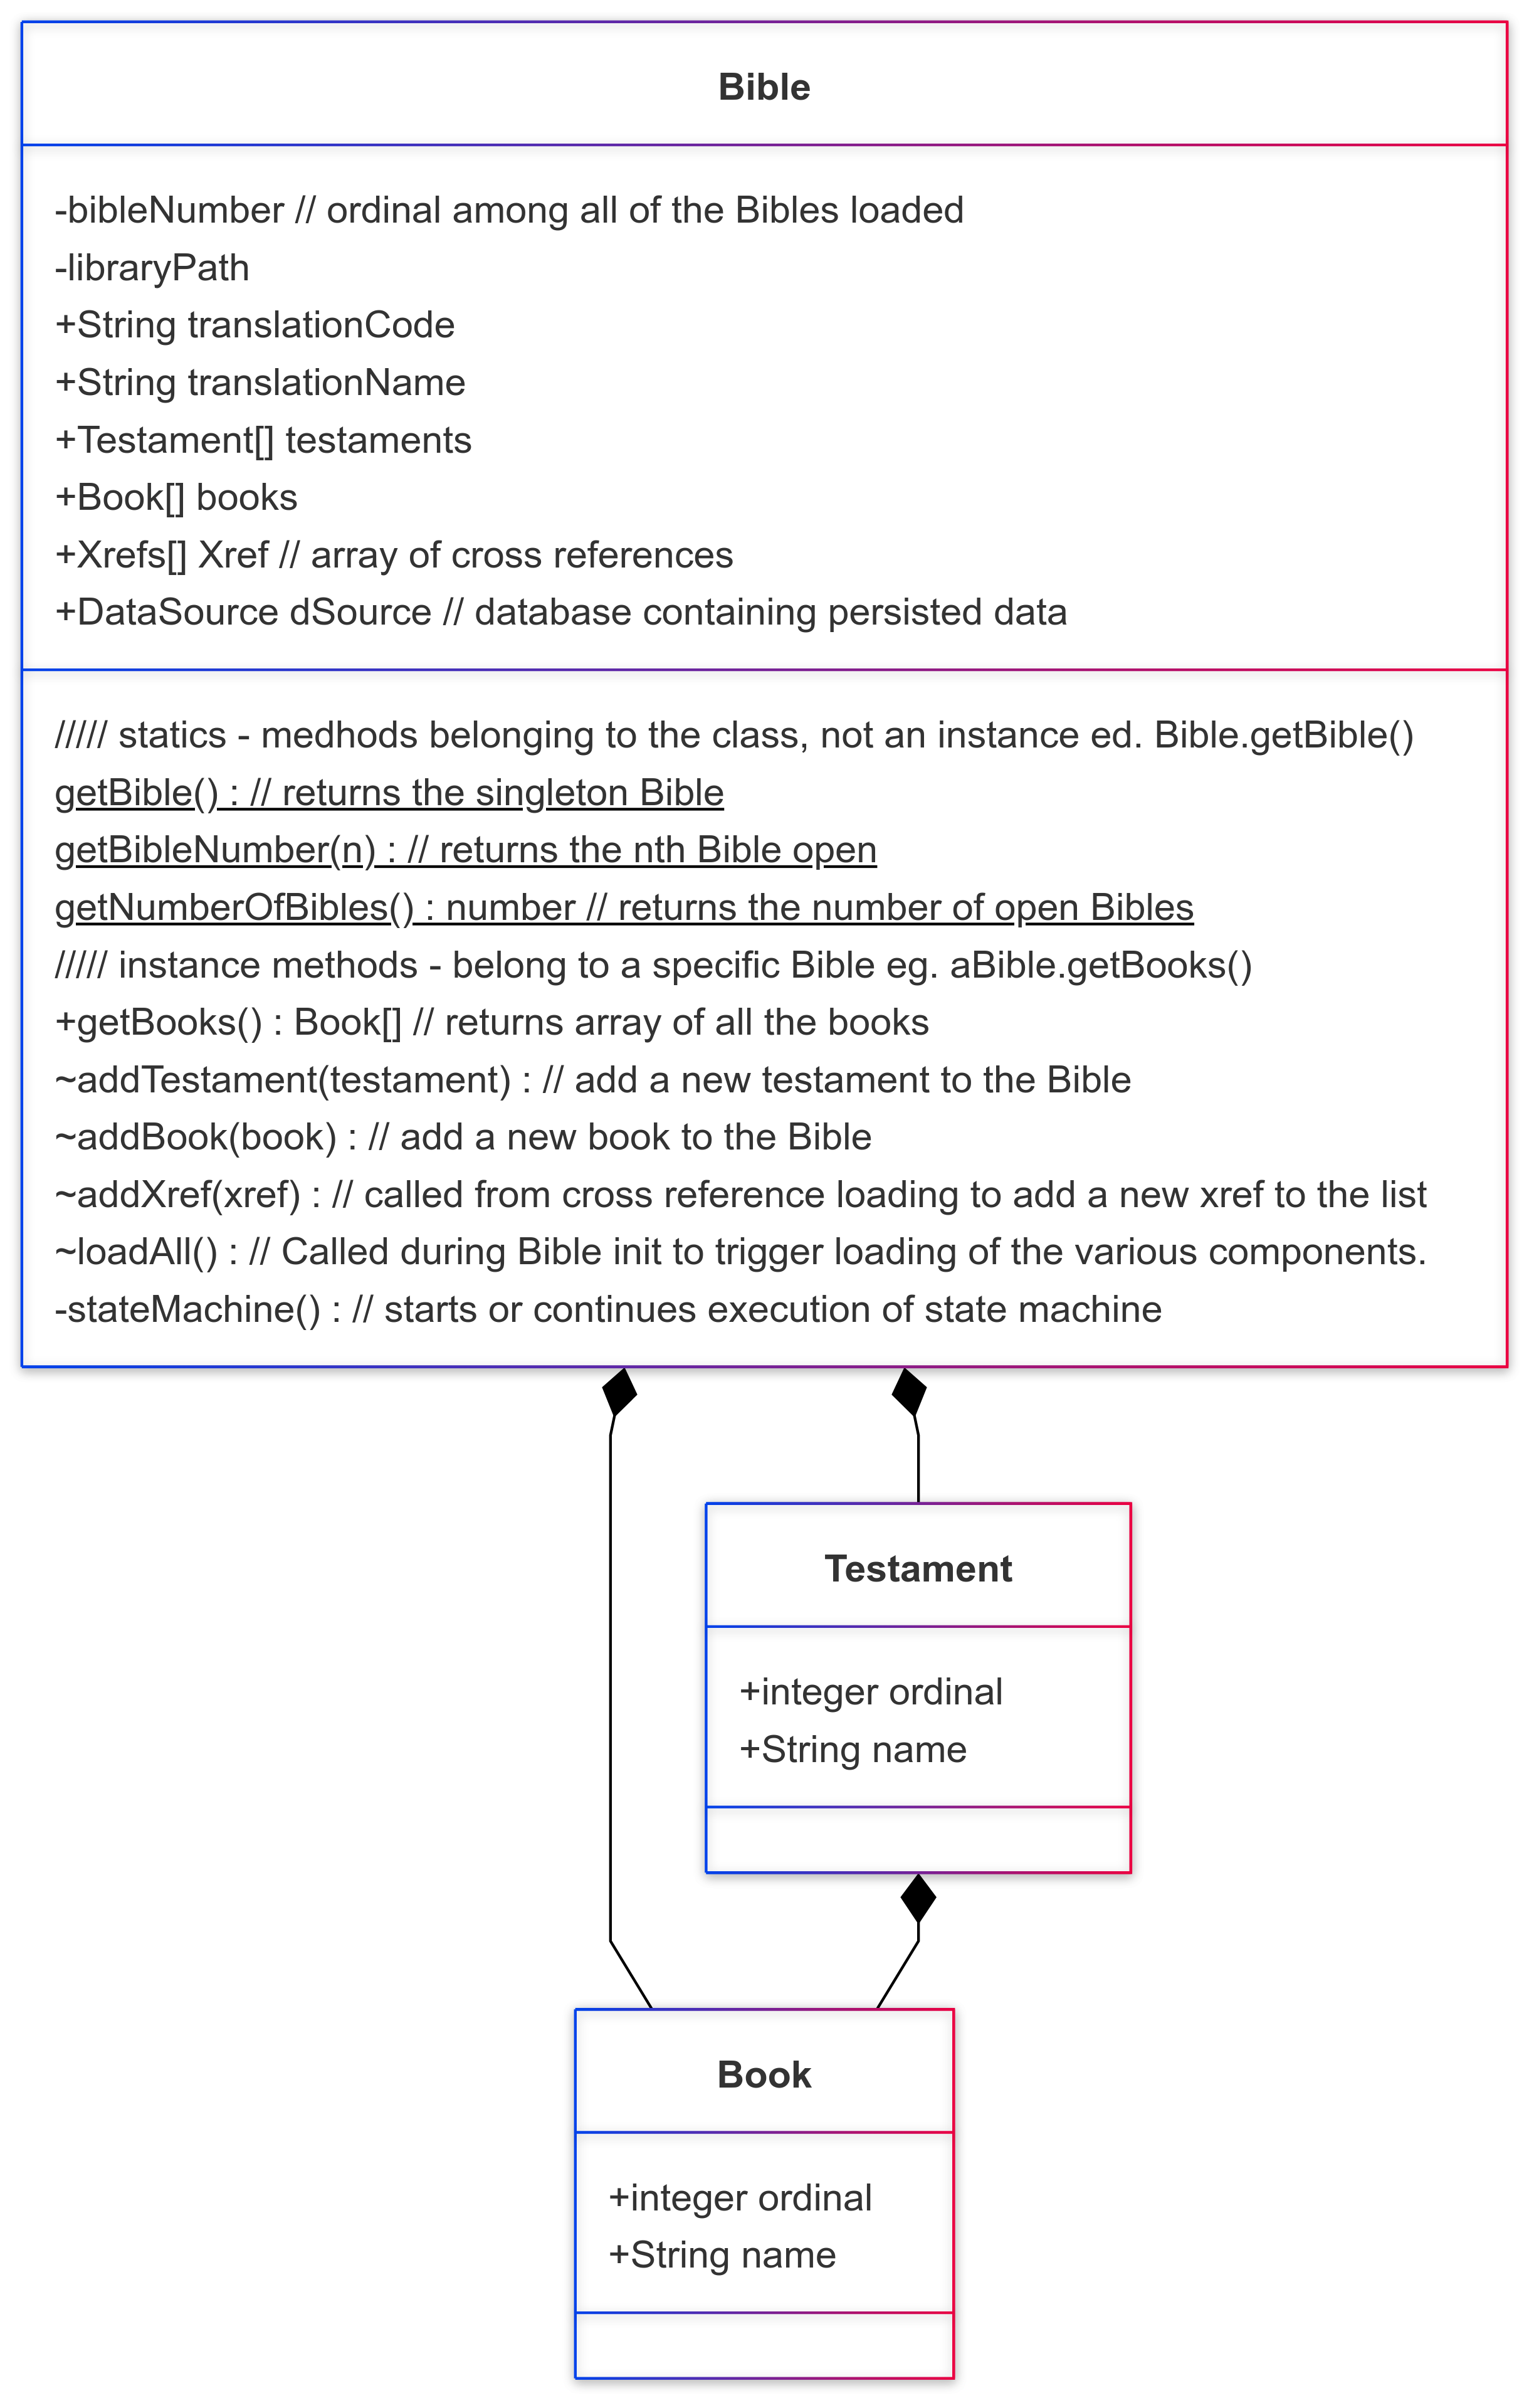 Bible
-bibleNumber // ordinal among all of the Bibles loaded
-libraryPath
+String translationCode
+String translationName
+Testament[] testaments
+Book[] books
+Xrefs[] Xref // array of cross references
+DataSource dSource // database containing persisted data
///// statics - medhods belonging to the class, not an instance ed. Bible.getBible()
getBible() : // returns the singleton Bible
getBibleNumber(n) : // returns the nth Bible open
getNumberOfBibles() : number // returns the number of open Bibles
///// instance methods - belong to a specific Bible eg. aBible.getBooks()
+getBooks() : Book[] // returns array of all the books
~addTestament(testament) : // add a new testament to the Bible
~addBook(book) : // add a new book to the Bible
~addXref(xref) : // called from cross reference loading to add a new xref to the list
~loadAll() : // Called during Bible init to trigger loading of the various components.
-stateMachine() : // starts or continues execution of state machine
Testament
+integer ordinal
+String name
Book
+integer ordinal
+String name